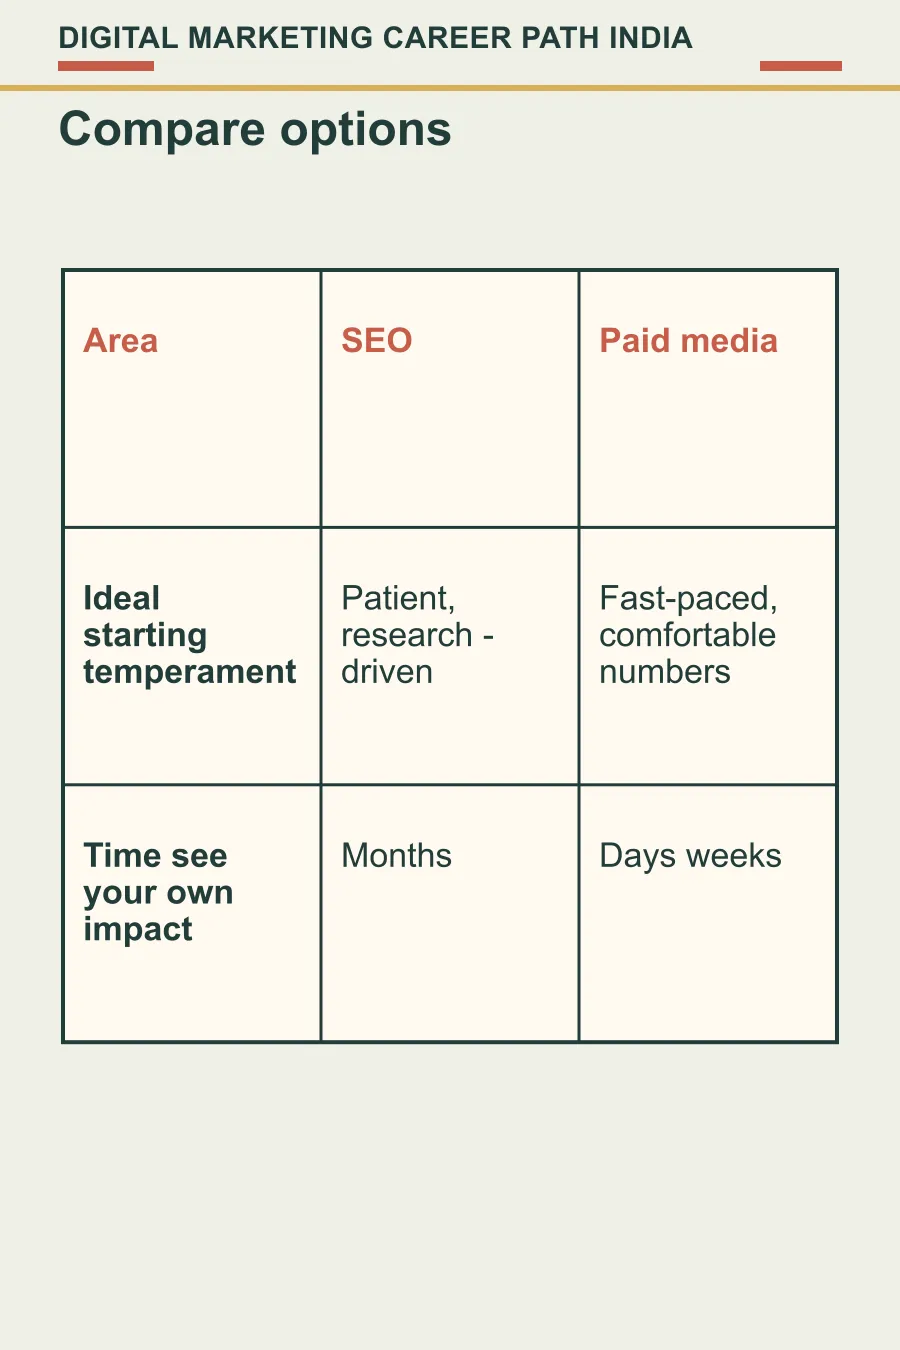 DIGITAL MARKETING CAREER PATH INDIA
Compare options
Area
SEO
Paid media
Ideal
starting
temperament
Patient,
research -
driven
Fast-paced,
comfortable
numbers
Time see
your own
impact
Months
Days weeks